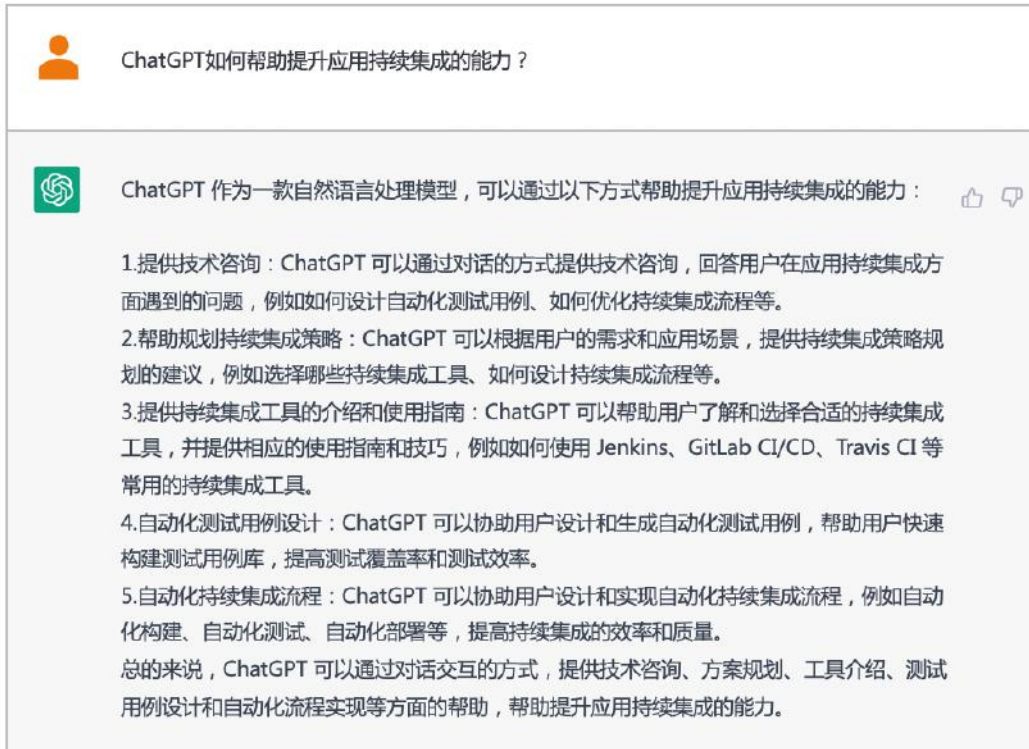 ChatGPT如何帮助提升应用持续集成的能力？
ChatGPT 作为一款自然语言处理模型，可以通过以下方式帮助提升应用持续集成的能力：
1.提供技术咨询：ChatGPT 可以通过对话的方式提供技术咨询，回答用户在应用持续集成方
面遇到的问题，例如如何设计自动化测试用例、如何优化持续集成流程等。
2.帮助规划持续集成策略：ChatGPT 可以根据用户的需求和应用场景，提供持续集成策略规
划的建议，例如选择哪些持续集成工具、如何设计持续集成流程等。
3.提供持续集成工具的介绍和使用指南：ChatGPT 可以帮助用户了解和选择合适的持续集成
工具，并提供相应的使用指南和技巧，例如如何使用 Jenkins、GitLab CI/CD、Travis CI 等
常用的持续集成工具。
4.自动化测试用例设计：ChatGPT 可以协助用户设计和生成自动化测试用例，帮助用户快速
构建测试用例库，提高测试覆盖率和测试效率。
5.自动化持续集成流程：ChatGPT 可以协助用户设计和实现自动化持续集成流程，例如自动
化构建、自动化测试、自动化部署等，提高持续集成的效率和质量。
总的来说，ChatGPT 可以通过对话交互的方式，提供技术咨询、方案规划、工具介绍、测试
用例设计和自动化流程实现等方面的帮助，帮助提升应用持续集成的能力。